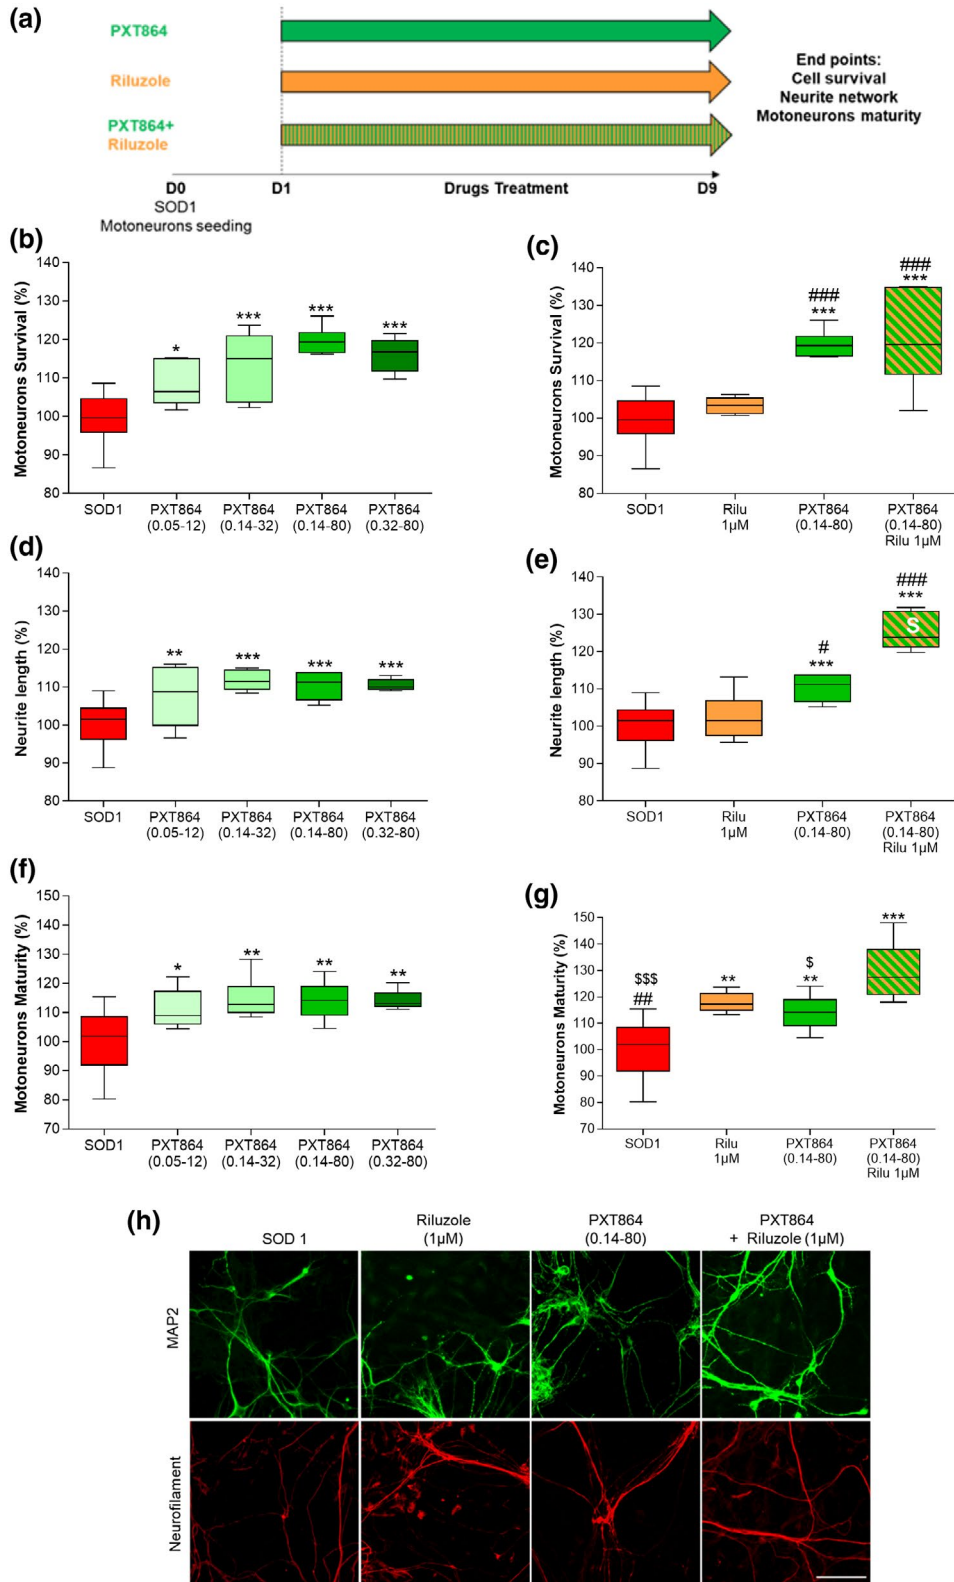 (a)
PXT864
Riluzole
PXT864+
Riluzole
End points:
Cell survival
Neurite network
Motoneurons maturity
D0
D1
Drugs Treatment
D9
SOD1
Motoneurons seeding
(b)
Motoneurons Survival (%)
140
130
120
110
100
90
80
*
***
***
***
SOD1
PXT864
(0.05-12)
PXT864
(0.14-32)
PXT864
(0.14-80)
PXT864
(0.32-80)
(c)
Motoneurons Survival (%)
140
130
120
110
100
90
80
###
***
###
***
SOD1
Rilu
1µM
PXT864
(0.14-80)
PXT864
(0.14-80)
Rilu 1µM
(d)
Neurite length (%)
140
130
120
110
100
90
80
**
***
***
***
SOD1
PXT864
(0.05-12)
PXT864
(0.14-32)
PXT864
(0.14-80)
PXT864
(0.32-80)
(e)
Neurite length (%)
140
130
120
110
100
90
80
#
***
###
***
S
SOD1
Rilu
1µM
PXT864
(0.14-80)
PXT864
(0.14-80)
Rilu 1µM
(f)
Motoneurons Maturity (%)
150
140
130
120
110
100
90
80
70
*
**
**
**
SOD1
PXT864
(0.05-12)
PXT864
(0.14-32)
PXT864
(0.14-80)
PXT864
(0.32-80)
(g)
Motoneurons Maturity (%)
150
140
130
120
110
100
90
80
70
$$$
##
**
$
**
***
SOD1
Rilu
1µM
PXT864
(0.14-80)
PXT864
(0.14-80)
Rilu 1µM
(h)
SOD 1
Riluzole
(1µM)
PXT864
(0.14-80)
PXT864
+ Riluzole (1µM)
MAP2
Neurofilament